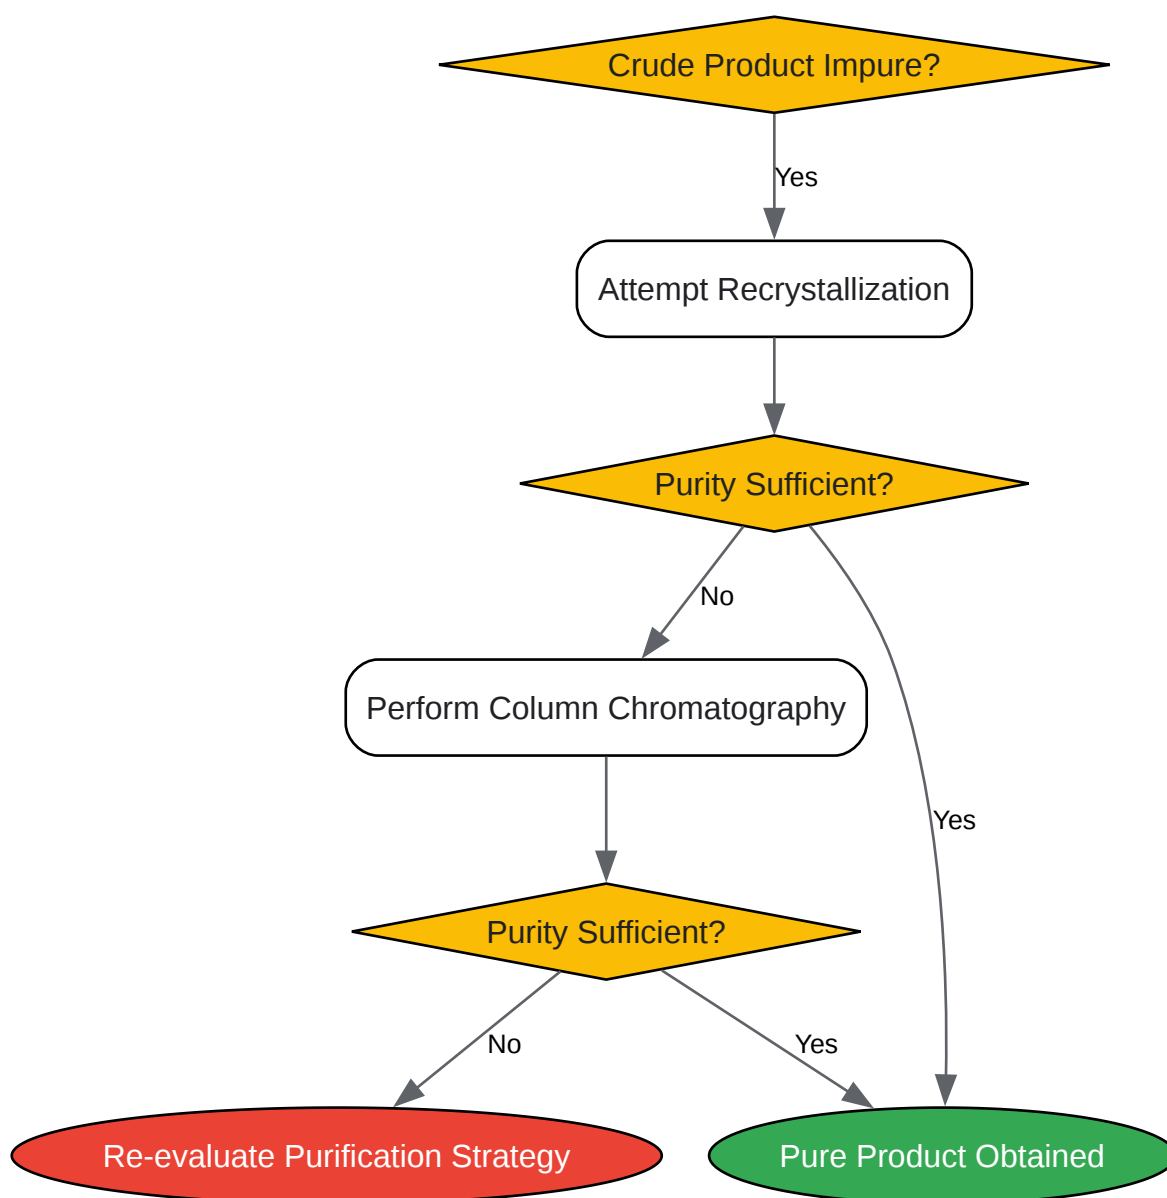 Crude Product Impure?
Yes
Attempt Recrystallization
Purity Sufficient?
No
Perform Column Chromatography
Yes
Purity Sufficient?
No
Yes
Re-evaluate Purification Strategy
Pure Product Obtained